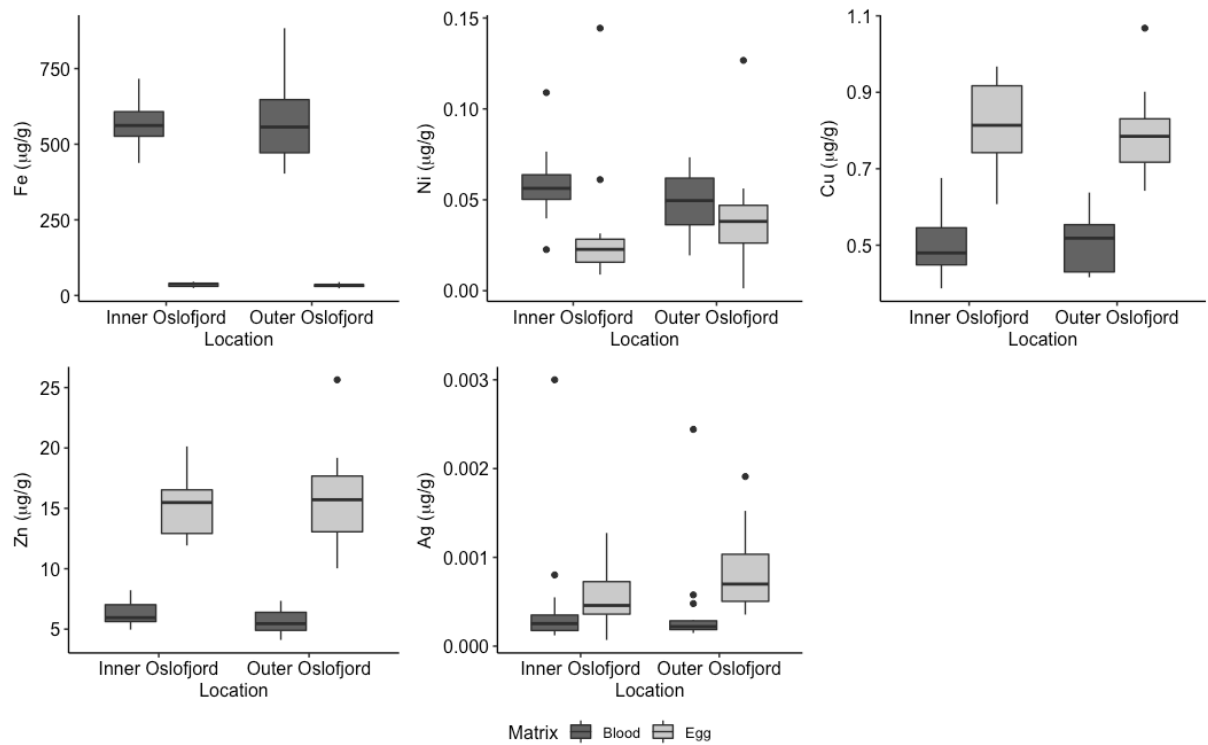 Fe (μg/g)
750
500
250
0
Inner Oslofjord Outer Oslofjord
Location
Ni (μg/g)
0.15
0.10
0.05
0.00
Inner Oslofjord Outer Oslofjord
Location
Cu (μg/g)
1.1
0.9
0.7
0.5
Inner Oslofjord Outer Oslofjord
Location
Zn (μg/g)
25
20
15
10
5
Inner Oslofjord Outer Oslofjord
Location
Ag (μg/g)
0.003
0.002
0.001
0.000
Inner Oslofjord Outer Oslofjord
Location
Matrix Blood Egg